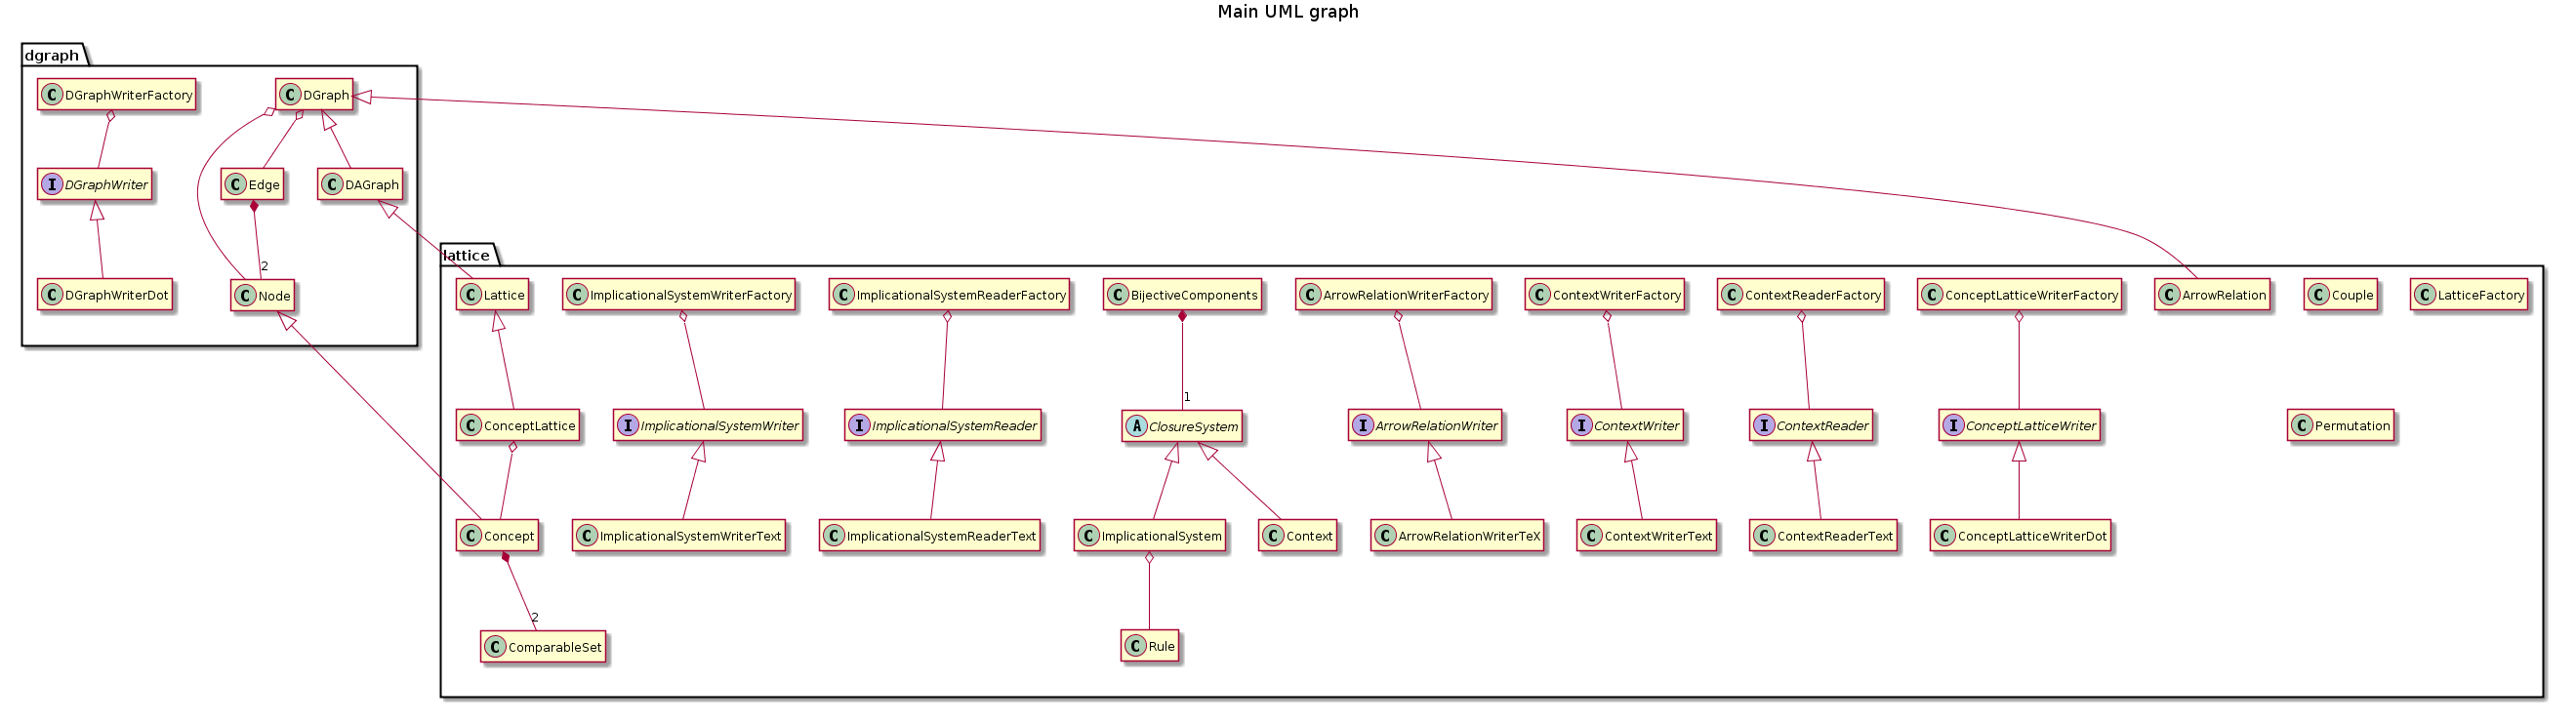 Main UML graph
dgraph
C DGraphWriterFactory
C DGraph
I DGraphWriter
C Edge
C DAGraph
2
C DGraphWriterDot
C Node
lattice
C Lattice
C ImplicationalSystemWriterFactory
C ImplicationalSystemReaderFactory
C BijectiveComponents
C ArrowRelationWriterFactory
C ContextWriterFactory
C ContextReaderFactory
C ConceptLatticeWriterFactory
C ArrowRelation
C Couple
C LatticeFactory
1
C ConceptLattice
I ImplicationalSystemWriter
I ImplicationalSystemReader
A ClosureSystem
I ArrowRelationWriter
I ContextWriter
I ContextReader
I ConceptLatticeWriter
C Permutation
C Concept
C ImplicationalSystemWriterText
C ImplicationalSystemReaderText
C ImplicationalSystem
C Context
C ArrowRelationWriterTeX
C ContextWriterText
C ContextReaderText
C ConceptLatticeWriterDot
2
C ComparableSet
C Rule